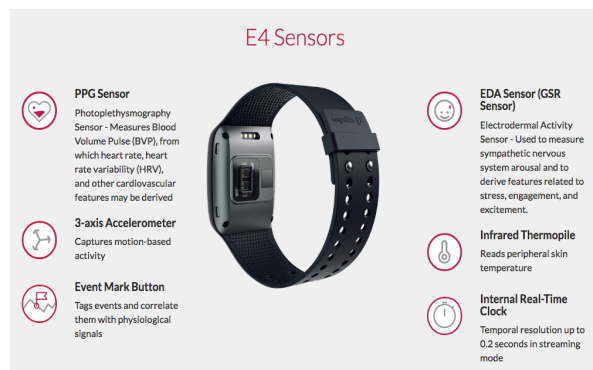 E4 Sensors
PPG Sensor
Photoplethysmography
Sensor - Measures Blood
Volume Pulse (BVP), from
which heart rate, heart
rate variability (HRV),
and other cardiovascular
features may be derived
3-axis Accelerometer
Captures motion-based
activity
Event Mark Button
Tags events and correlate
them with physiological
signals
EDA Sensor (GSR
Sensor)
Electrodermal Activity
Sensor - Used to measure
sympathetic nervous
system arousal and to
derive features related to
stress, engagement, and
excitement.
Infrared Thermopile
Reads peripheral skin
temperature
Internal Real-Time
Clock
Temporal resolution up to
0.2 seconds in streaming
mode